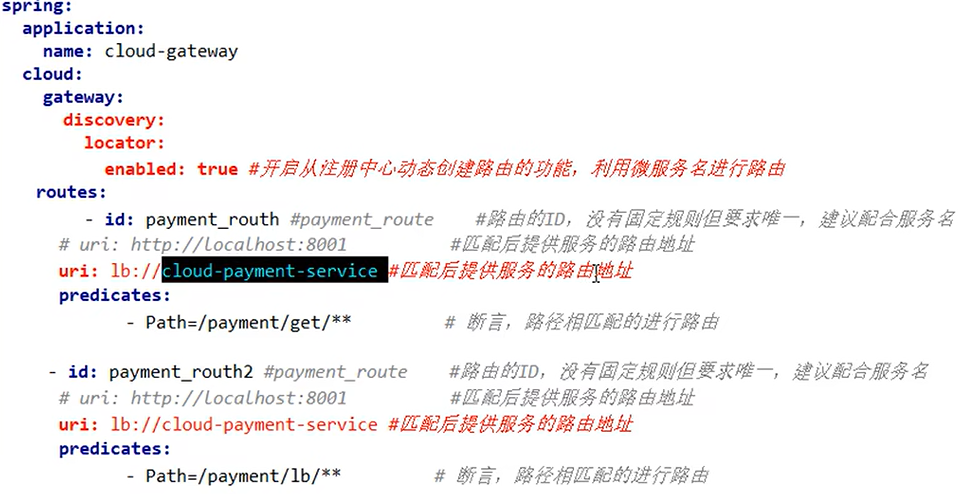 spring:
application:
name: cloud-gateway
cloud:
gateway:
discovery:
locator:
enabled: true #开启从注册中心动态创建路由的功能，利用微服务名进行路由
routes:
- id: payment_routh #payment_route #路由的ID，没有固定规则但要求唯一，建议配合服务名
# uri: http://localhost:8001 #匹配后提供服务的路由地址
uri: lb://cloud-payment-service #匹配后提供服务的路由地址
predicates:
- Path=/payment/get/** # 断言，路径相匹配的进行路由
- id: payment_routh2 #payment_route #路由的ID，没有固定规则但要求唯一，建议配合服务名
# uri: http://localhost:8001 #匹配后提供服务的路由地址
uri: lb://cloud-payment-service #匹配后提供服务的路由地址
predicates:
- Path=/payment/lb/** # 断言，路径相匹配的进行路由